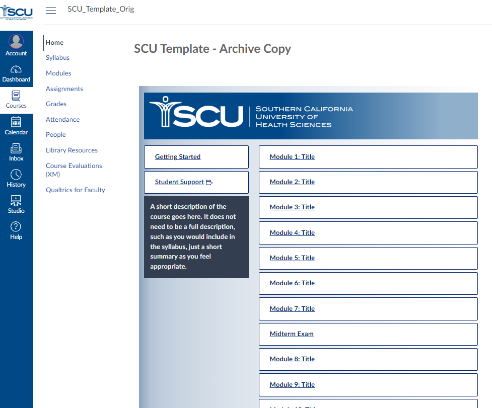 SCU
SCU_Template_Orig
Account
Dashboard
Courses
Calendar
Inbox
History
Studio
Help
Home
Syllabus
Modules
Assignments
Grades
Attendance
People
Library Resources
Course Evaluations
(XM)
Qualtrics for Faculty
SCU Template - Archive Copy
SCU
SOUTHERN CALIFORNIA
UNIVERSITY OF
HEALTH SCIENCES
Getting Started
Student Support
A short description of the
course goes here. It does not
need to be a full description,
such as you would include in
the syllabus, just a short
summary as you feel
appropriate.
Module 1: Title
Module 2: Title
Module 3: Title
Module 4: Title
Module 5: Title
Module 6: Title
Module 7: Title
Midterm Exam
Module 8: Title
Module 9: Title